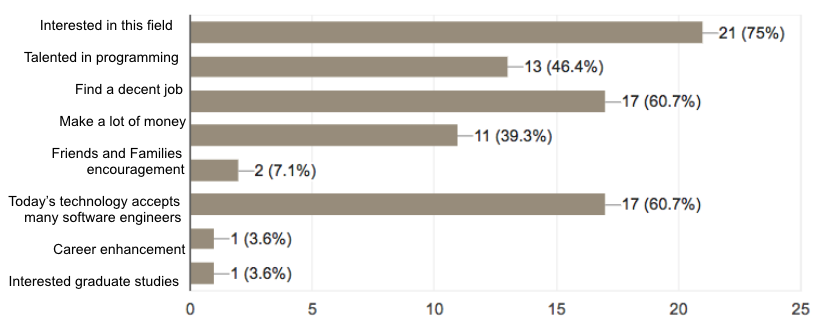 Interested in this field
21 (75%)
Talented in programming
13 (46.4%)
Find a decent job
17 (60.7%)
Make a lot of money
11 (39.3%)
Friends and Families
encouragement
2 (7.1%)
Today's technology accepts
many software engineers
17 (60.7%)
Career enhancement
1 (3.6%)
Interested graduate studies
1 (3.6%)
0 5 10 15 20 25